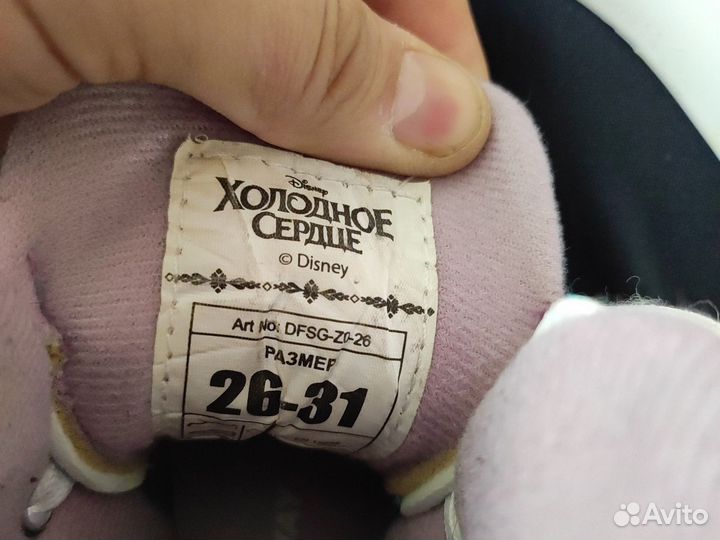 Disney
ХОЛОДНОЕ
СЕРДЦЕ
© Disney
Art No: DFSG-Z0-26
РАЗМЕР
26-31
Avito